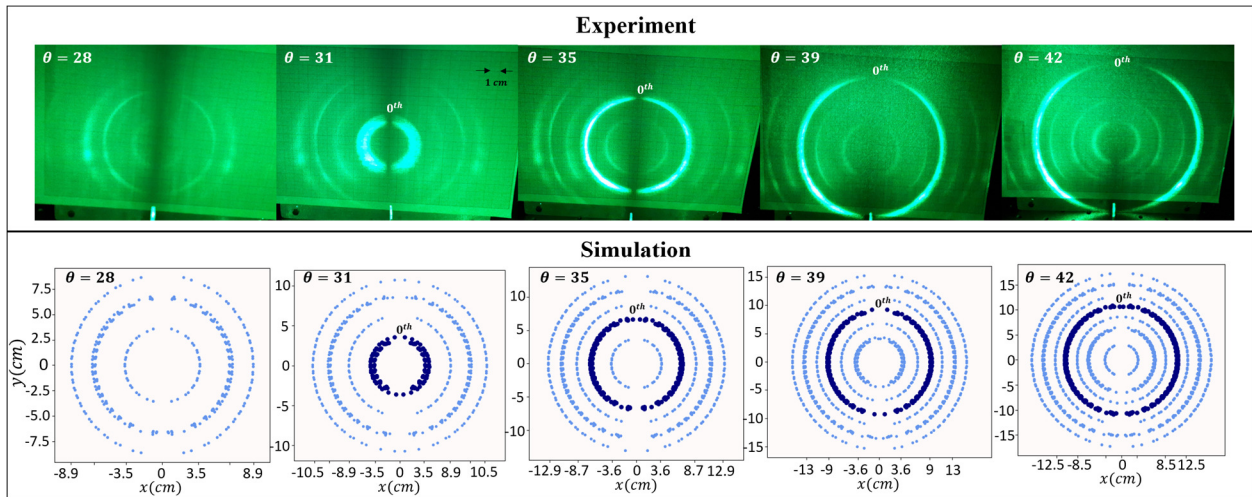 Experiment
θ = 28
θ = 31
θ = 35
θ = 39
θ = 42
1 cm
0th
0th
0th
0th
Simulation
θ = 28
θ = 31
θ = 35
θ = 39
θ = 42
0th
0th
0th
0th
y(cm)
7.5
5.0
2.5
0
-2.5
-5.0
-7.5
-8.9 -3.5 0 3.5 8.9
x(cm)
10
5
0
-5
-10
-10.5 -7.0 -3.5 0 3.5 7.0 10.5
x(cm)
10
5
0
-5
-10
-12.9 -8.7 -3.6 0 3.6 8.7 12.9
x(cm)
15
10
5
0
-5
-10
-15
-13 -9 -3.6 0 3.6 9 13
x(cm)
15
10
5
0
-5
-10
-15
-12.5 -8.5 0 8.5 12.5
x(cm)